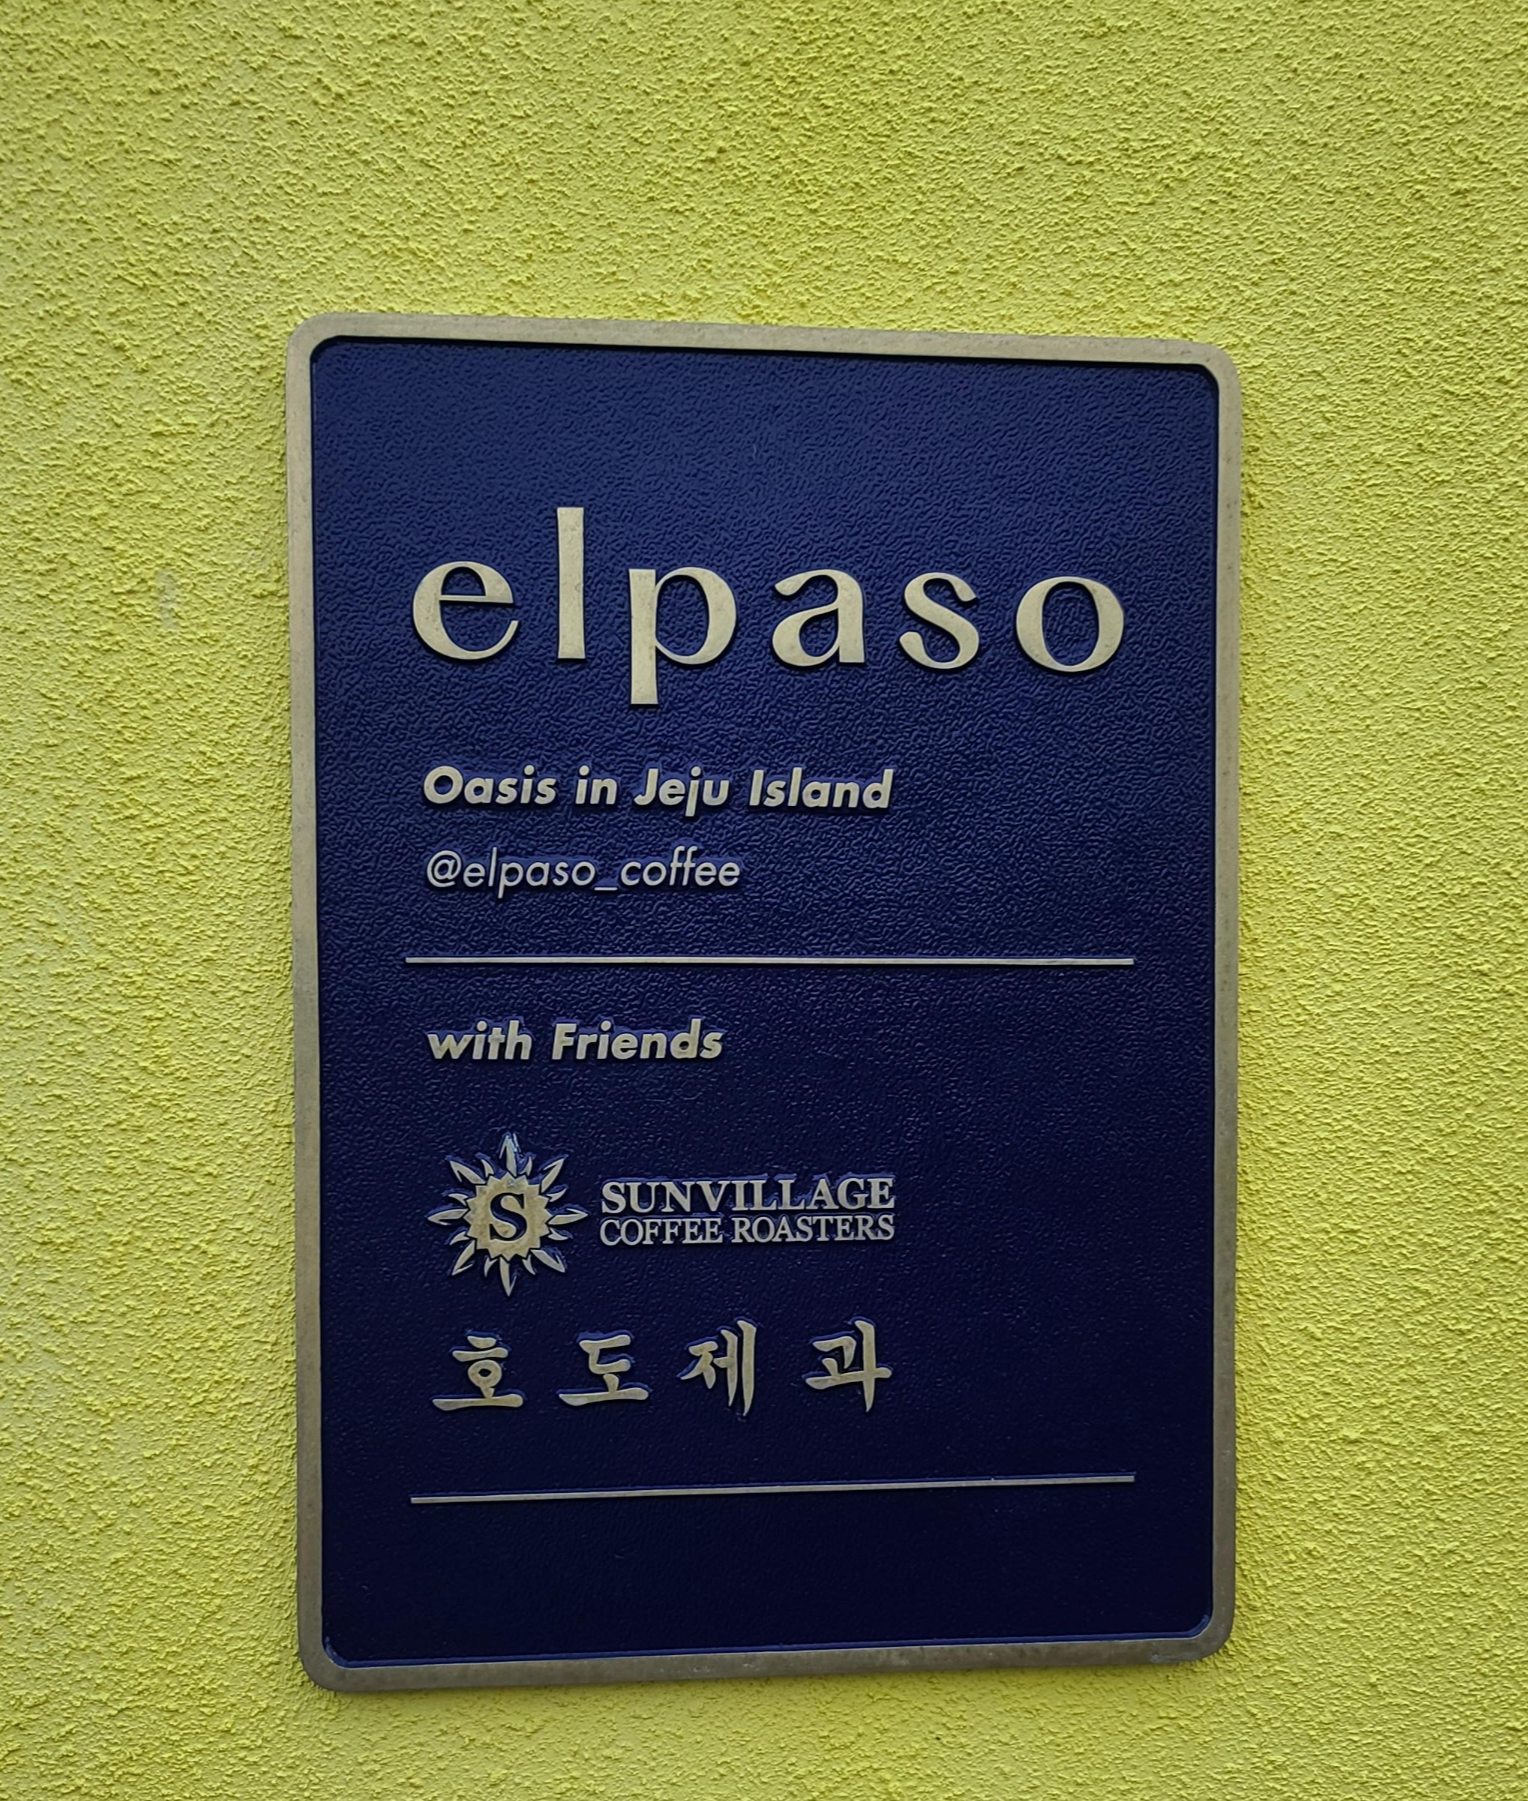 elpaso
Oasis in Jeju Island
@elpaso_coffee
with Friends
S
SUNVILLAGE
COFFEE ROASTERS
호도제과